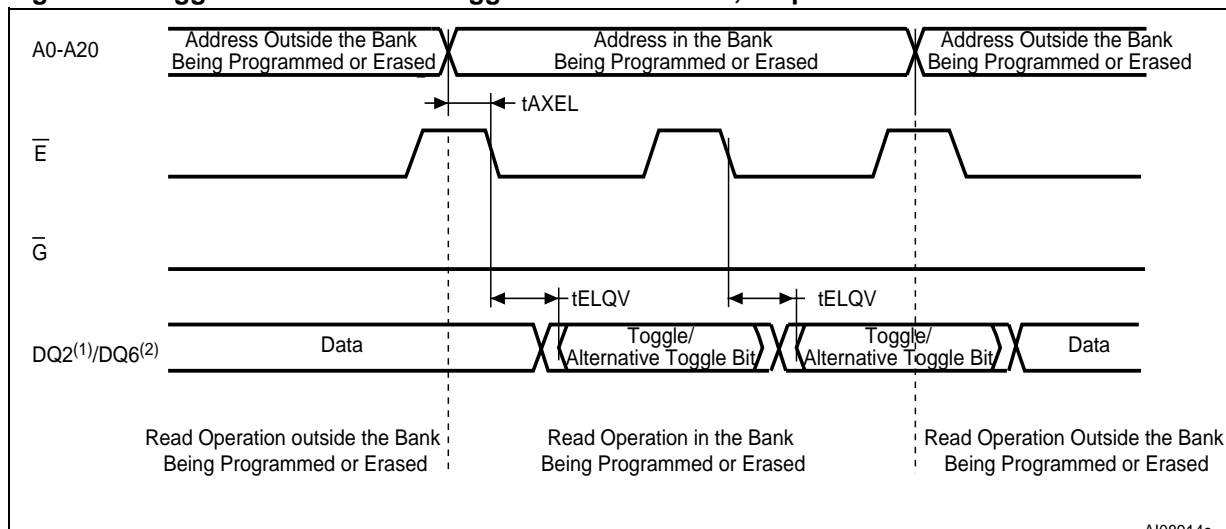 A0-A20
Address Outside the Bank
Being Programmed or Erased
Address in the Bank
Being Programmed or Erased
Address Outside the Bank
Being Programmed or Erased
tAXEL
E
G
tELQV
tELQV
DQ2(1)/DQ6(2)
Data
Toggle/
Alternative Toggle Bit
Toggle/
Alternative Toggle Bit
Data
Read Operation outside the Bank
Being Programmed or Erased
Read Operation in the Bank
Being Programmed or Erased
Read Operation Outside the Bank
Being Programmed or Erased